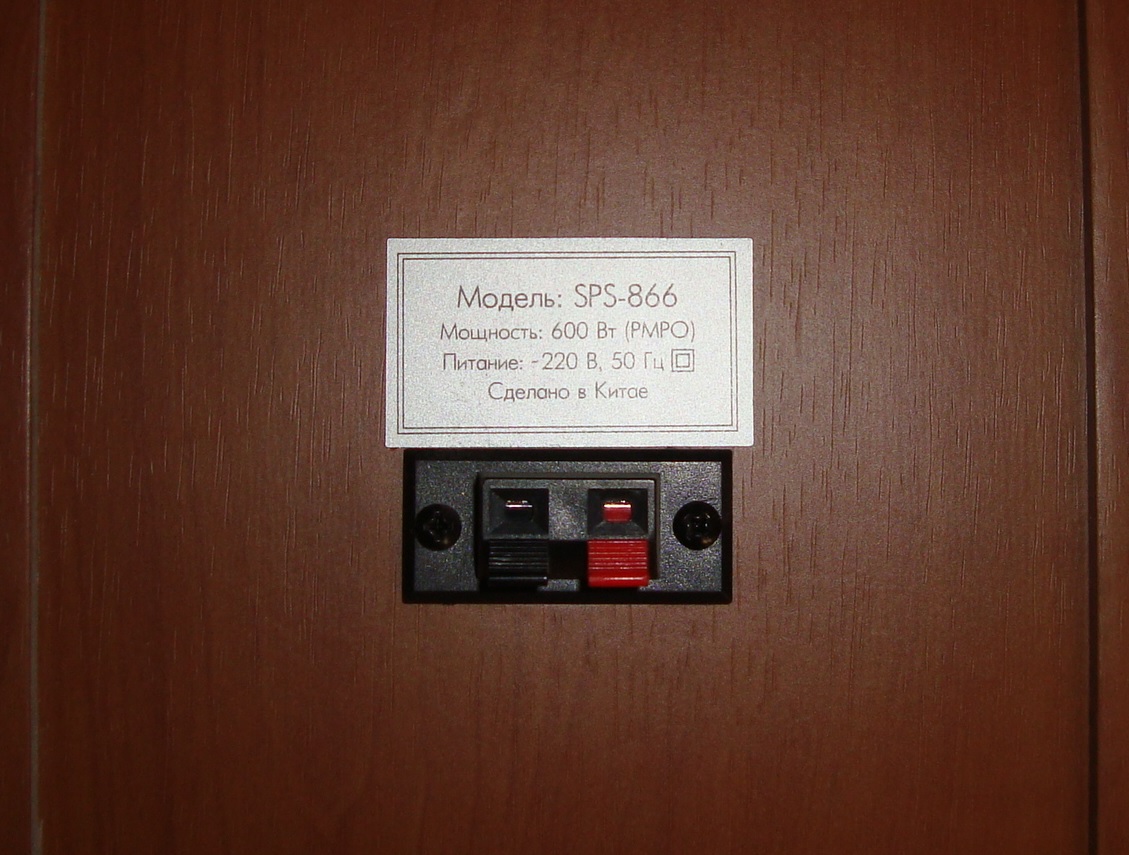 Модель: SPS-866
Мощность: 600 Вт (PMPO)
Питание: ~220 В, 50 Гц
Сделано в Китае